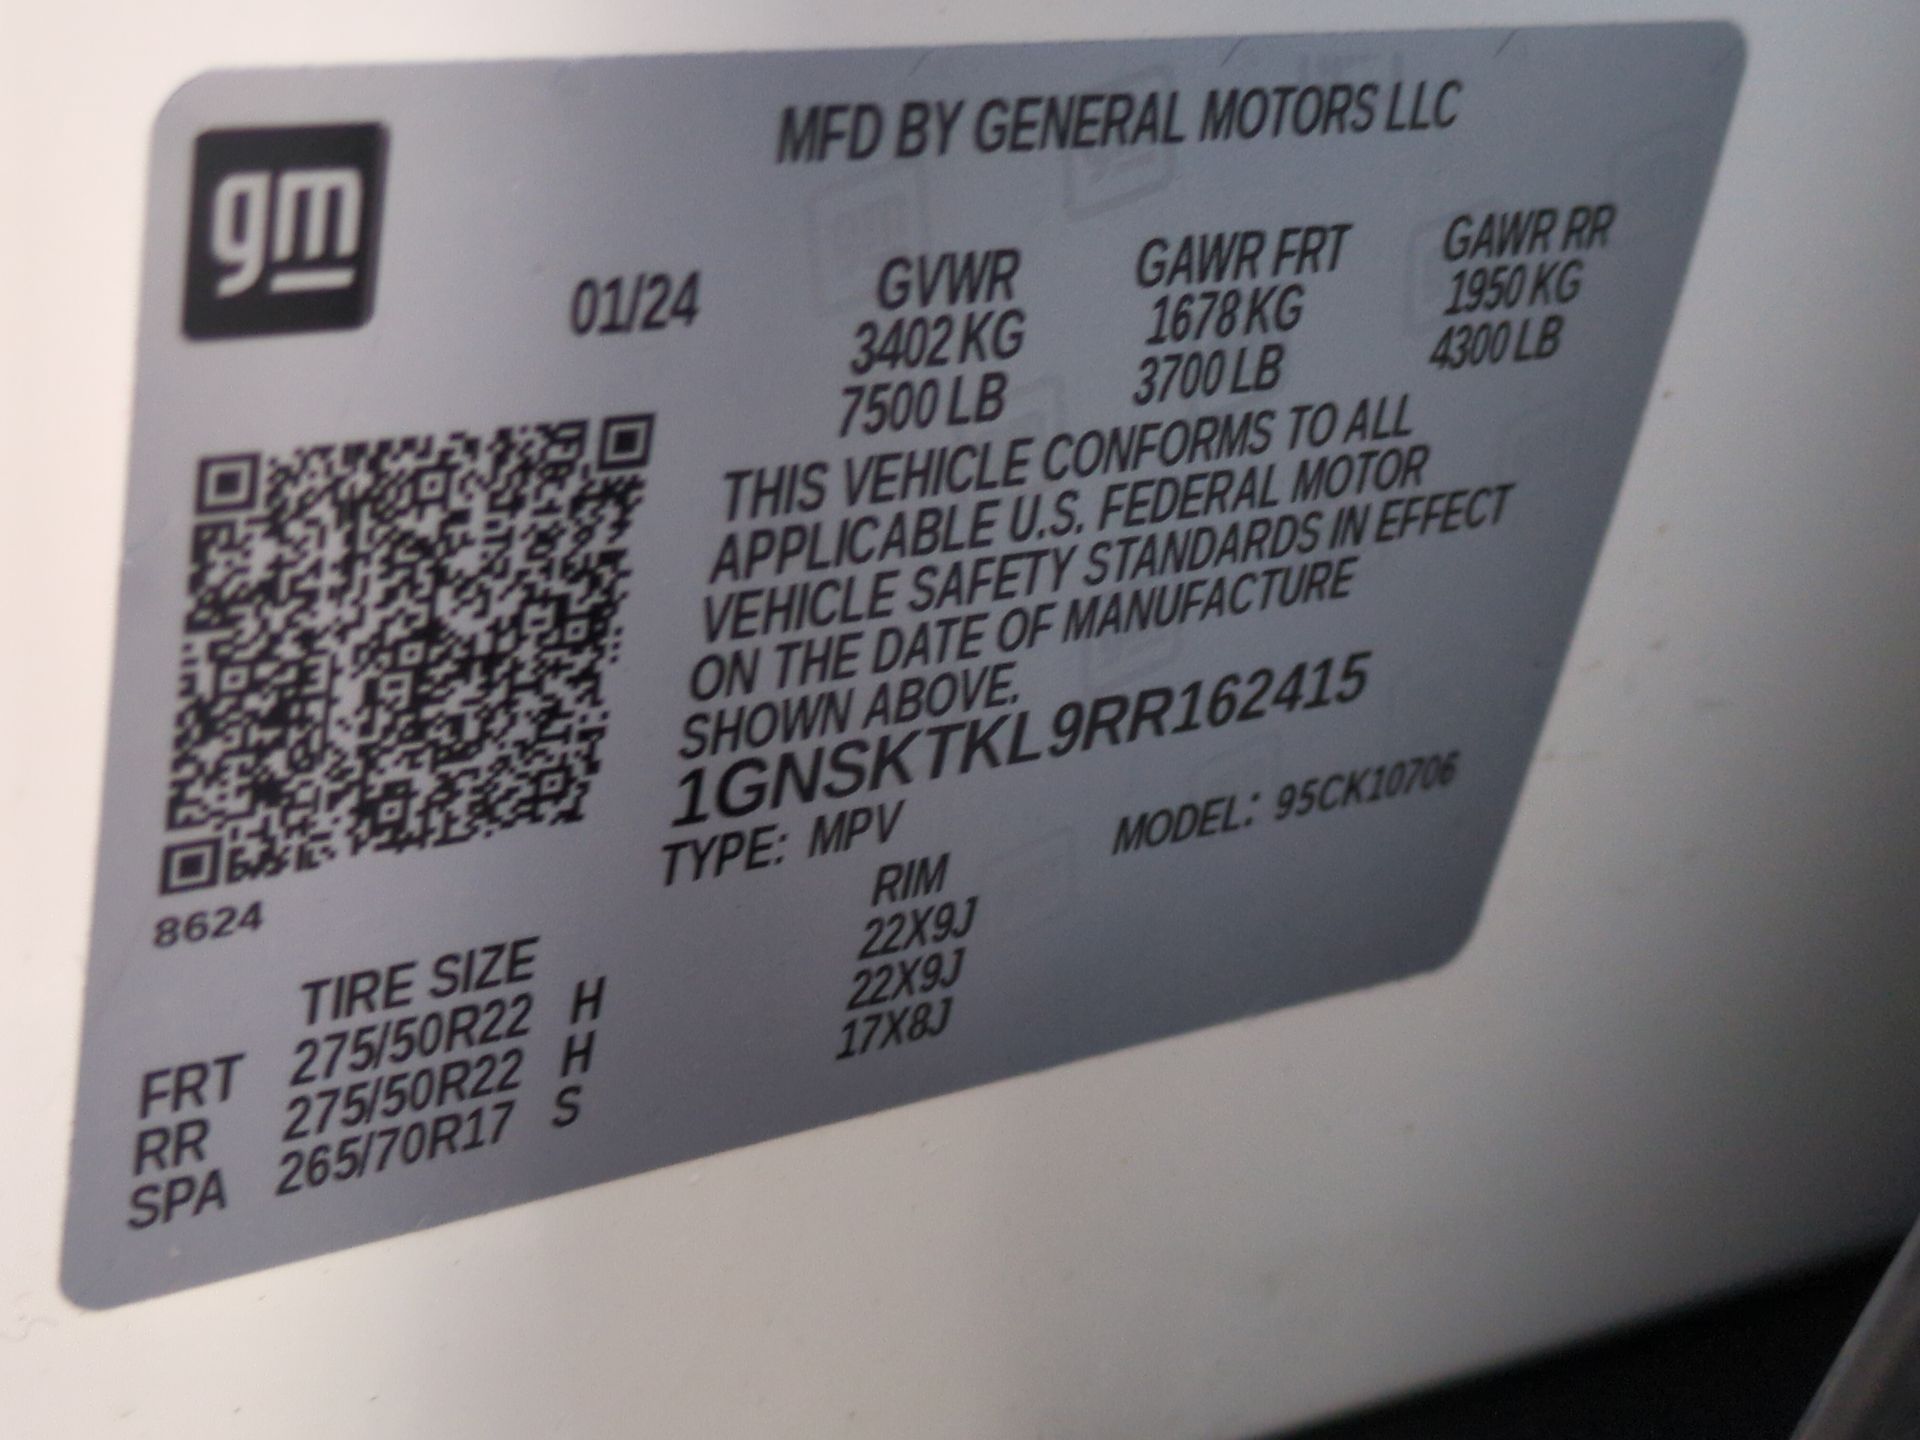 gm
MFD BY GENERAL MOTORS LLC
01/24
GVWR
3402 KG
7500 LB
GAWR FRT
1678 KG
3700 LB
GAWR RR
1950 KG
4300 LB
THIS VEHICLE CONFORMS TO ALL
APPLICABLE U.S. FEDERAL MOTOR
VEHICLE SAFETY STANDARDS IN EFFECT
ON THE DATE OF MANUFACTURE
SHOWN ABOVE.
1GNSKTKL9RR162415
TYPE: MPV MODEL: 95CK10706
8624
TIRE SIZE RIM
FRT 275/50R22 H 22X9J
RR 275/50R22 H 22X9J
SPA 265/70R17 S 17X8J